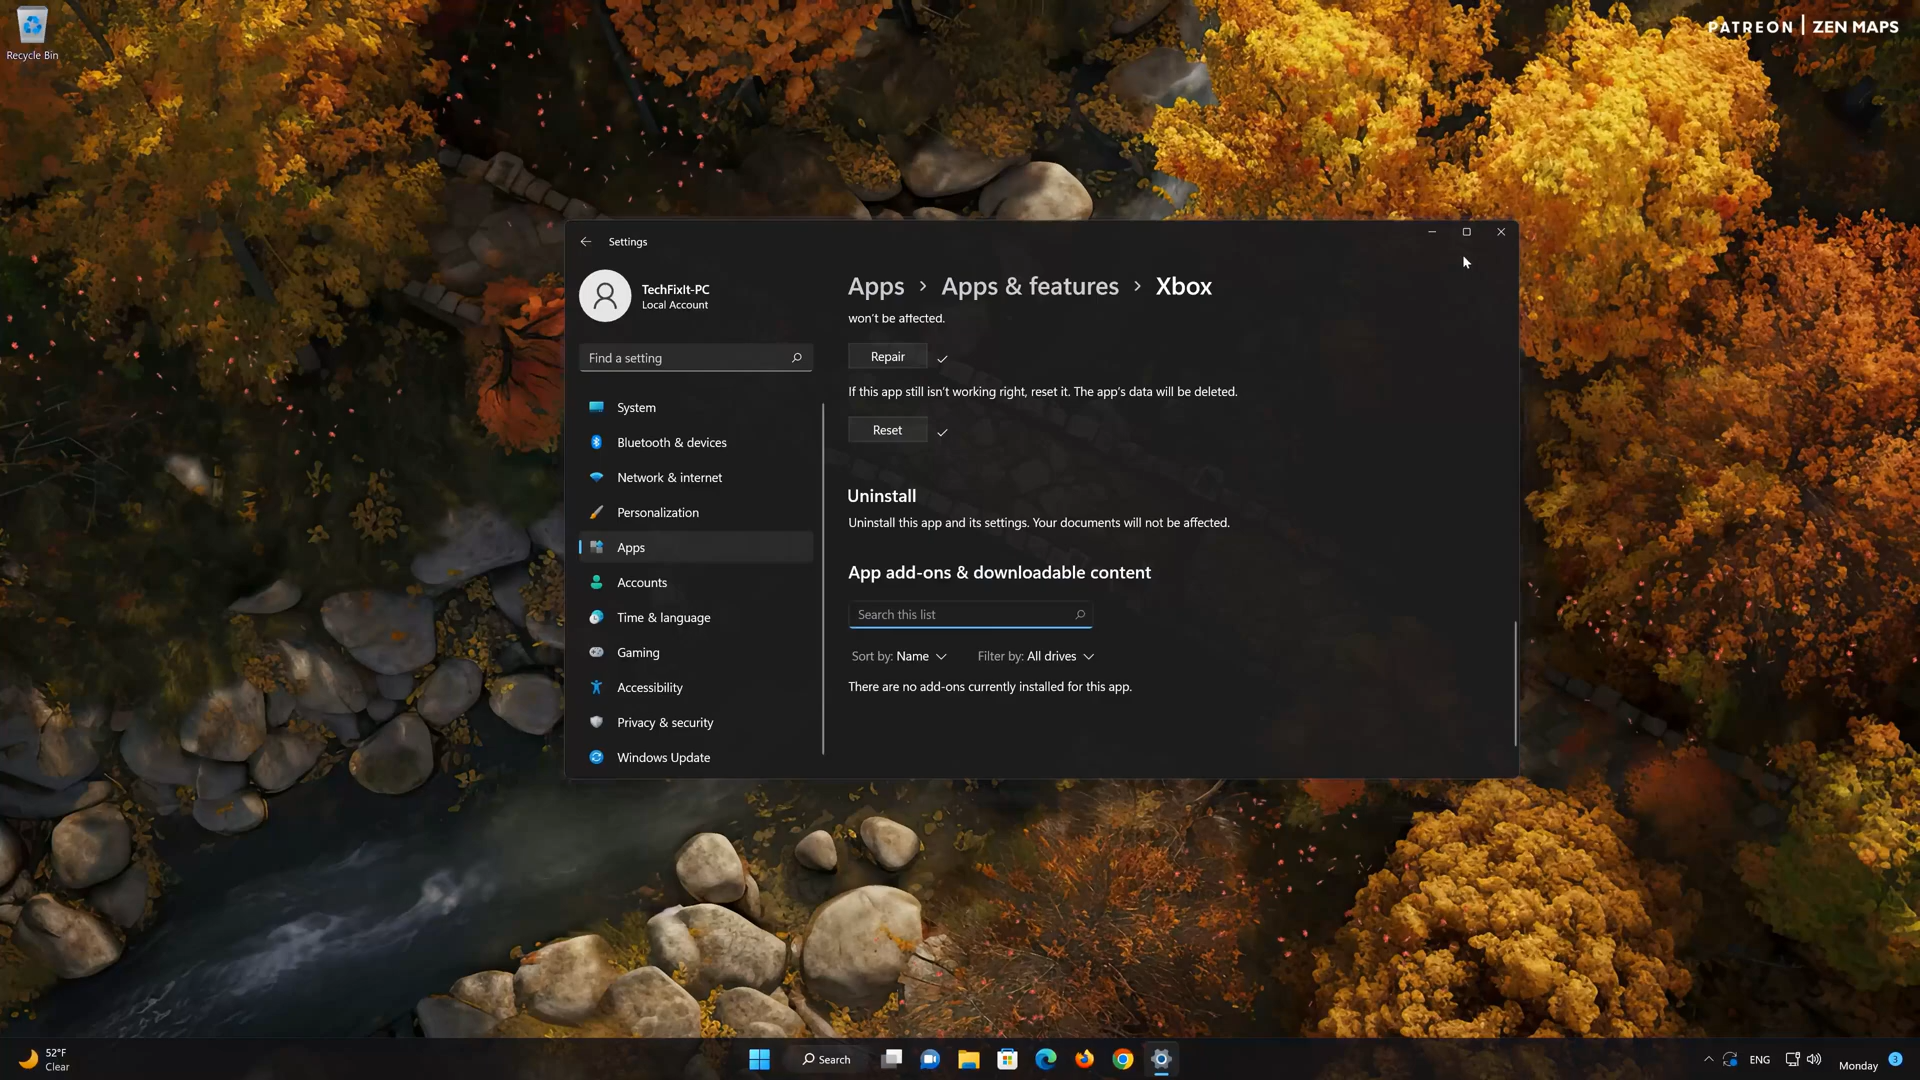 Recycle Bin
PATREON | ZEN MAPS
Settings
TechFixIt-PC
Local Account
Find a setting
System
Bluetooth & devices
Network & internet
Personalization
Apps
Accounts
Time & language
Gaming
Accessibility
Privacy & security
Windows Update
Apps > Apps & features > Xbox
won't be affected.
Repair
If this app still isn't working right, reset it. The app's data will be deleted.
Reset
Uninstall
Uninstall this app and its settings. Your documents will not be affected.
App add-ons & downloadable content
Search this list
Sort by: Name Filter by: All drives
There are no add-ons currently installed for this app.
52°F
Clear
Search
ENG
Monday
3